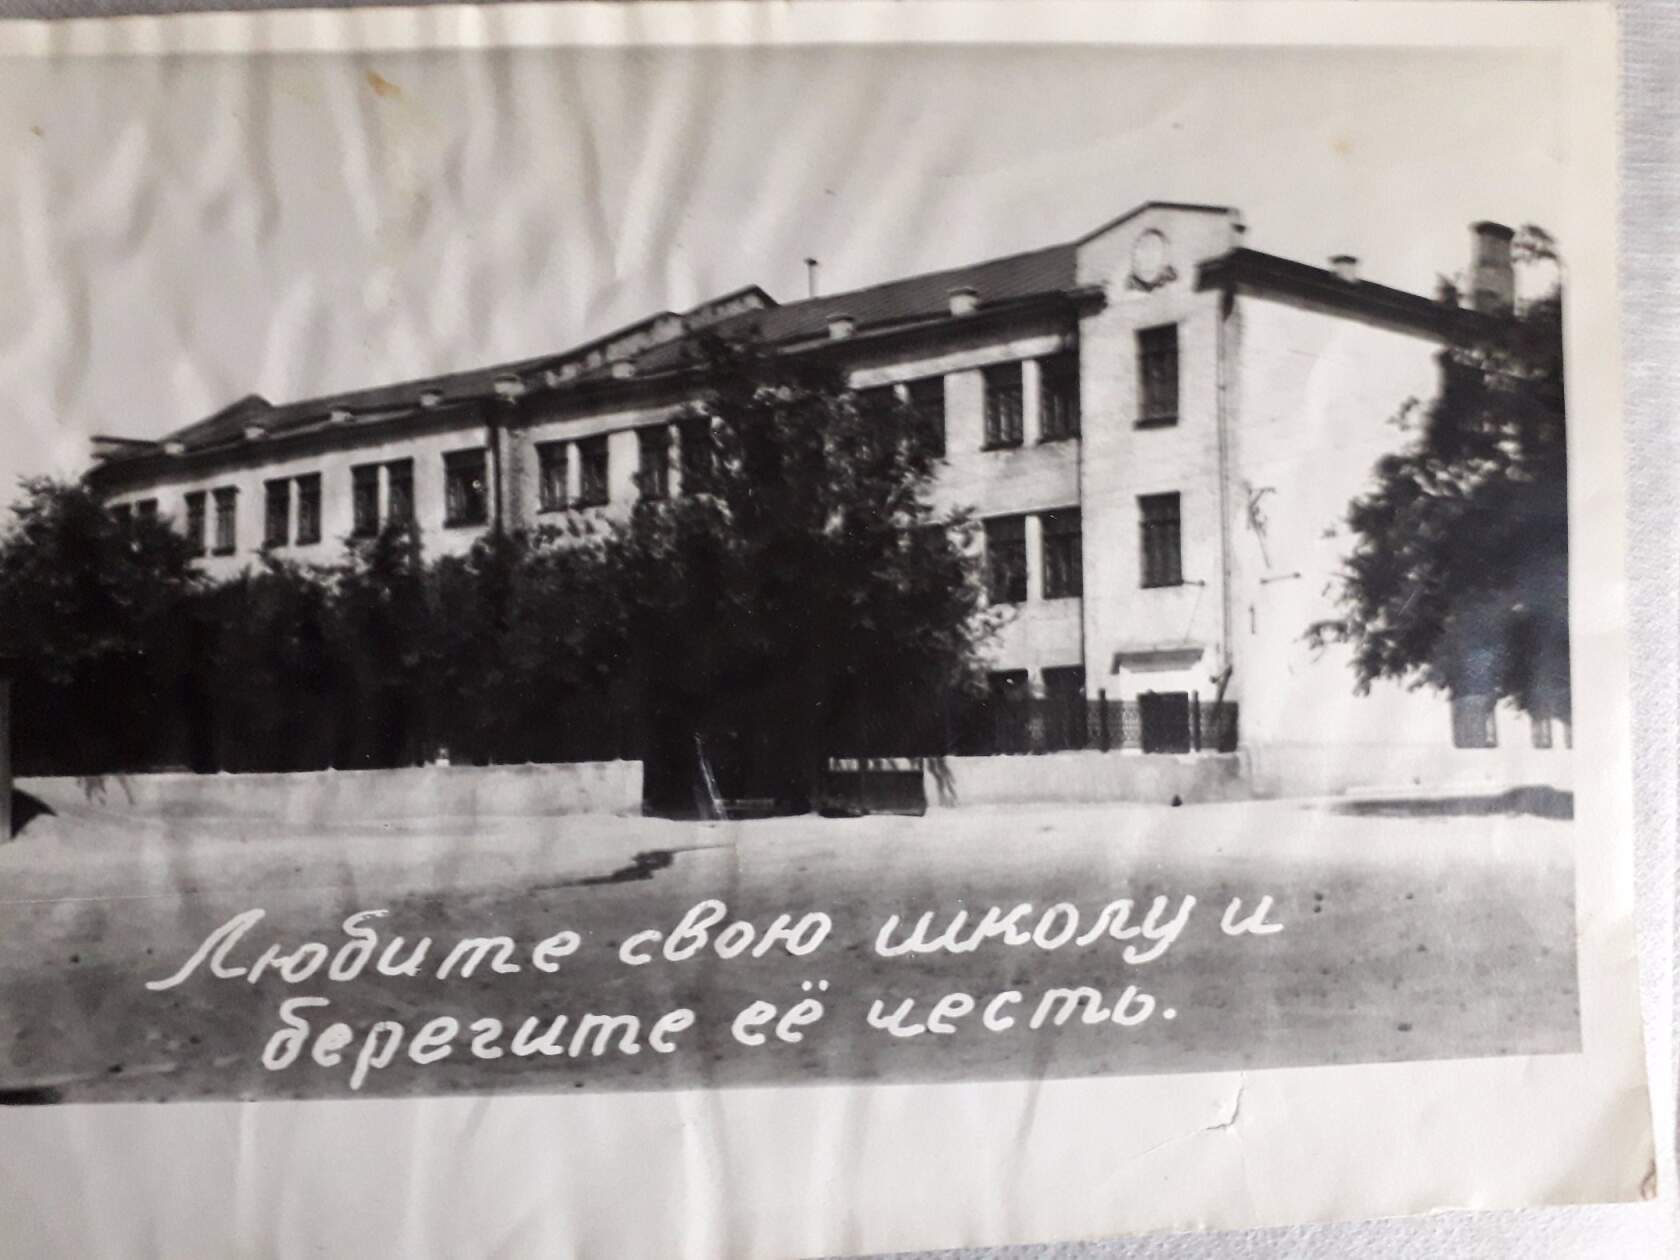 Любите свою школу и
берегите её честь.